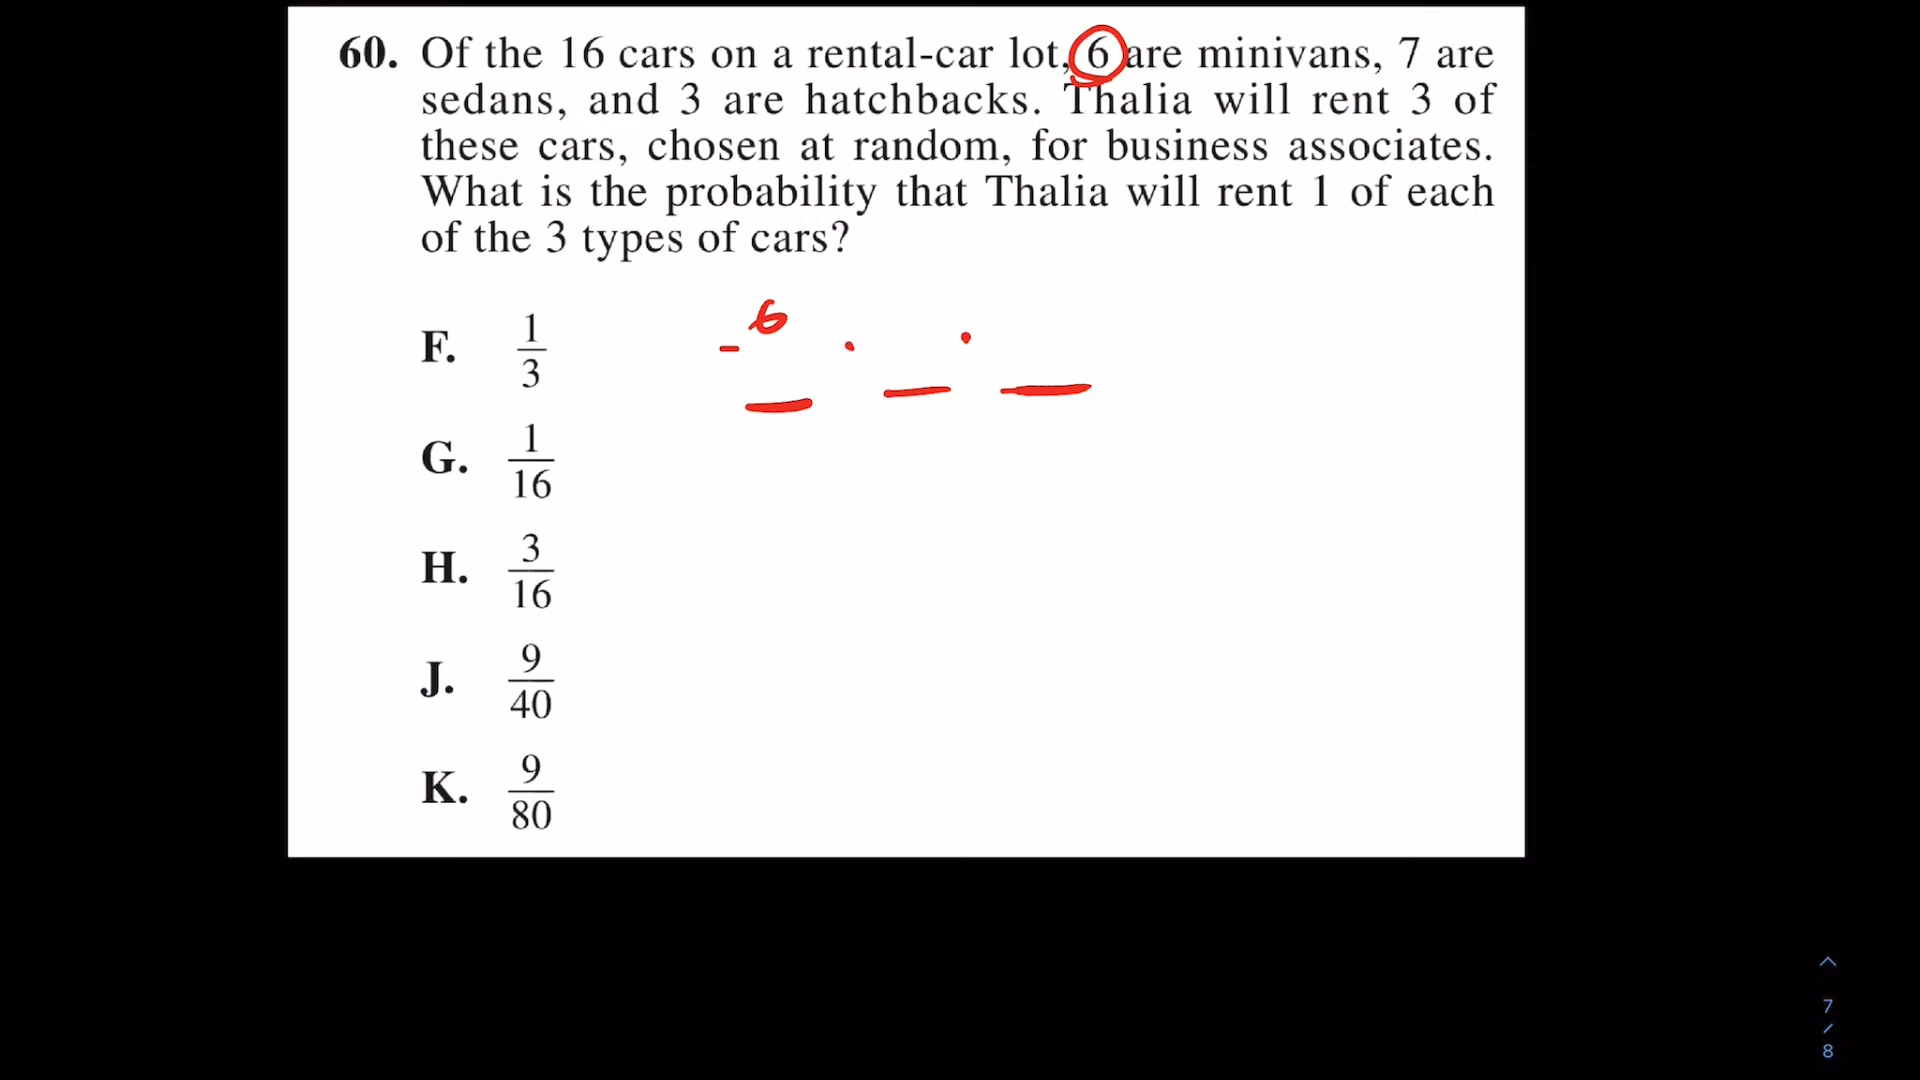 60. Of the 16 cars on a rental-car lot, 6 are minivans, 7 are
sedans, and 3 are hatchbacks. Thalia will rent 3 of
these cars, chosen at random, for business associates.
What is the probability that Thalia will rent 1 of each
of the 3 types of cars?
F. 1/3
G. 1/16
H. 3/16
J. 9/40
K. 9/80
6
7
/
8